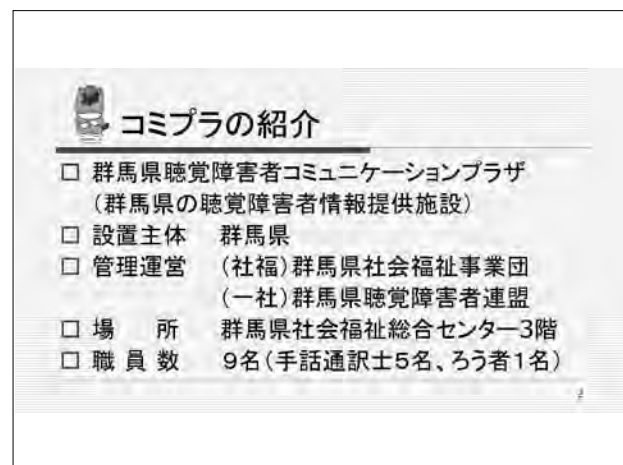 コミプラの紹介
□ 群馬県聴覚障害者コミュニケーションプラザ
（群馬県の聴覚障害者情報提供施設）
□ 設置主体　群馬県
□ 管理運営　（社福）群馬県社会福祉事業団
（一社）群馬県聴覚障害者連盟
□ 場　所　群馬県社会福祉総合センター3階
□ 職 員 数　9名（手話通訳士5名、ろう者1名）